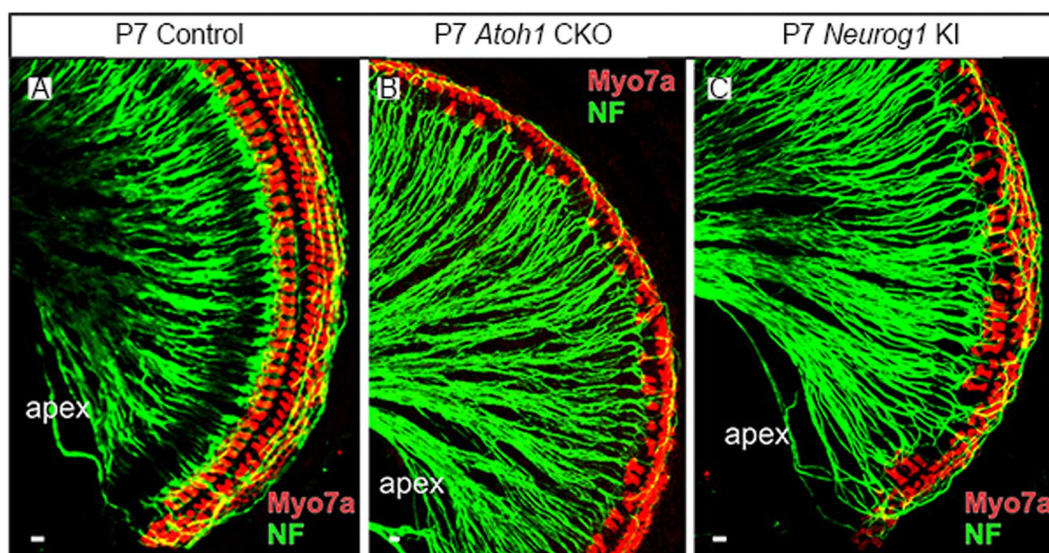 P7 Control
P7 Atoh1 CKO
P7 Neurog1 KI
A
apex
Myo7a
NF
B
Myo7a
NF
apex
C
apex
Myo7a
NF